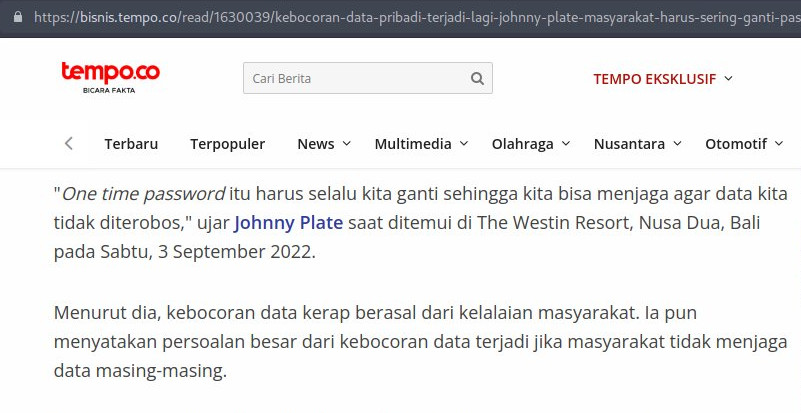 https://bisnis.tempo.co/read/1630039/kebocoran-data-pribadi-terjadi-lagi-johnny-plate-masyarakat-harus-sering-ganti-pas
tempo.co
BICARA FAKTA
Cari Berita
TEMPO EKSKLUSIF
Terbaru Terpopuler News Multimedia Olahraga Nusantara Otomotif
"One time password itu harus selalu kita ganti sehingga kita bisa menjaga agar data kita
tidak diterobos," ujar Johnny Plate saat ditemui di The Westin Resort, Nusa Dua, Bali
pada Sabtu, 3 September 2022.
Menurut dia, kebocoran data kerap berasal dari kelalaian masyarakat. Ia pun
menyatakan persoalan besar dari kebocoran data terjadi jika masyarakat tidak menjaga
data masing-masing.